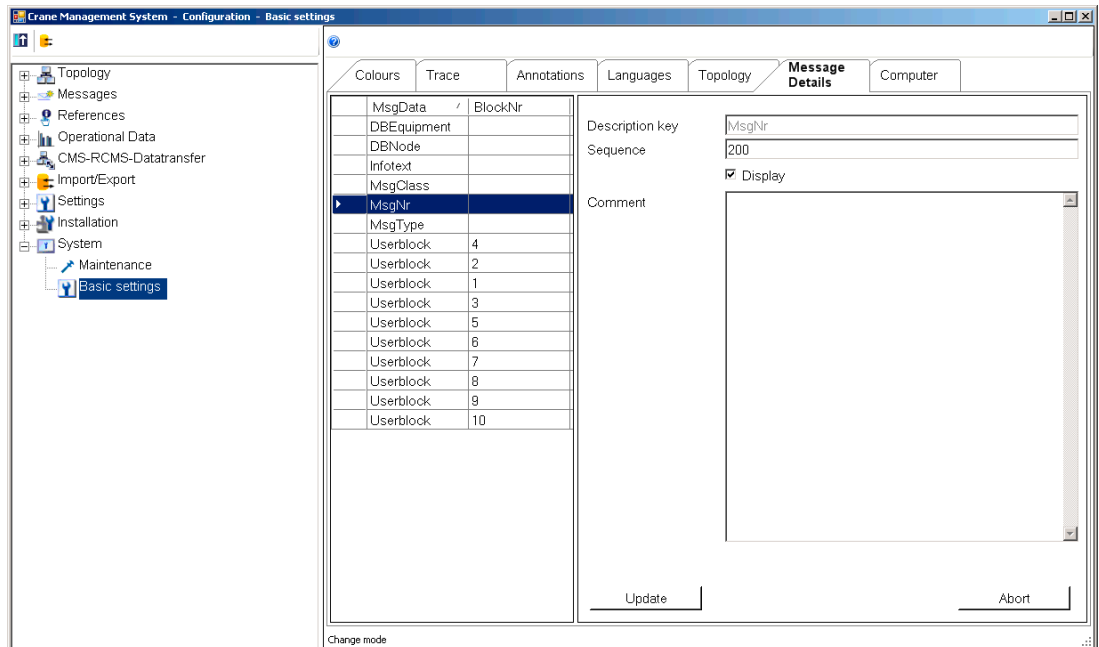 Crane Management System - Configuration - Basic settings
Topology
Messages
References
Operational Data
CMS-RCMS-Datatransfer
Import/Export
Settings
Installation
System
Maintenance
Basic settings
Colours Trace Annotations Languages Topology Message Details Computer
MsgData / BlockNr
DBEquipment
DBNode
Infotext
MsgClass
MsgNr
MsgType
Userblock 4
Userblock 2
Userblock 1
Userblock 3
Userblock 5
Userblock 6
Userblock 7
Userblock 8
Userblock 9
Userblock 10
Description key MsgNr
Sequence 200
Display
Comment
Update Abort
Change mode